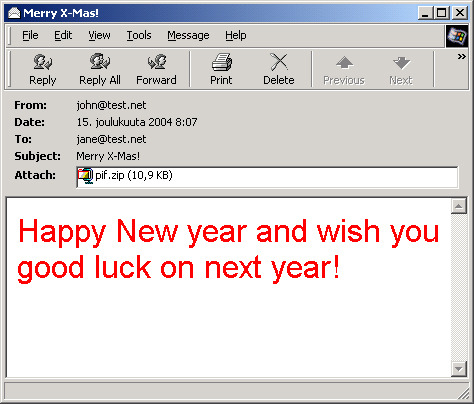 Merry X-Mas!
File Edit View Tools Message Help
Reply Reply All Forward Print Delete Previous Next
From: john@test.net
Date: 15. joulukuuta 2004 8:07
To: jane@test.net
Subject: Merry X-Mas!
Attach: pif.zip (10,9 KB)
Happy New year and wish you
good luck on next year!